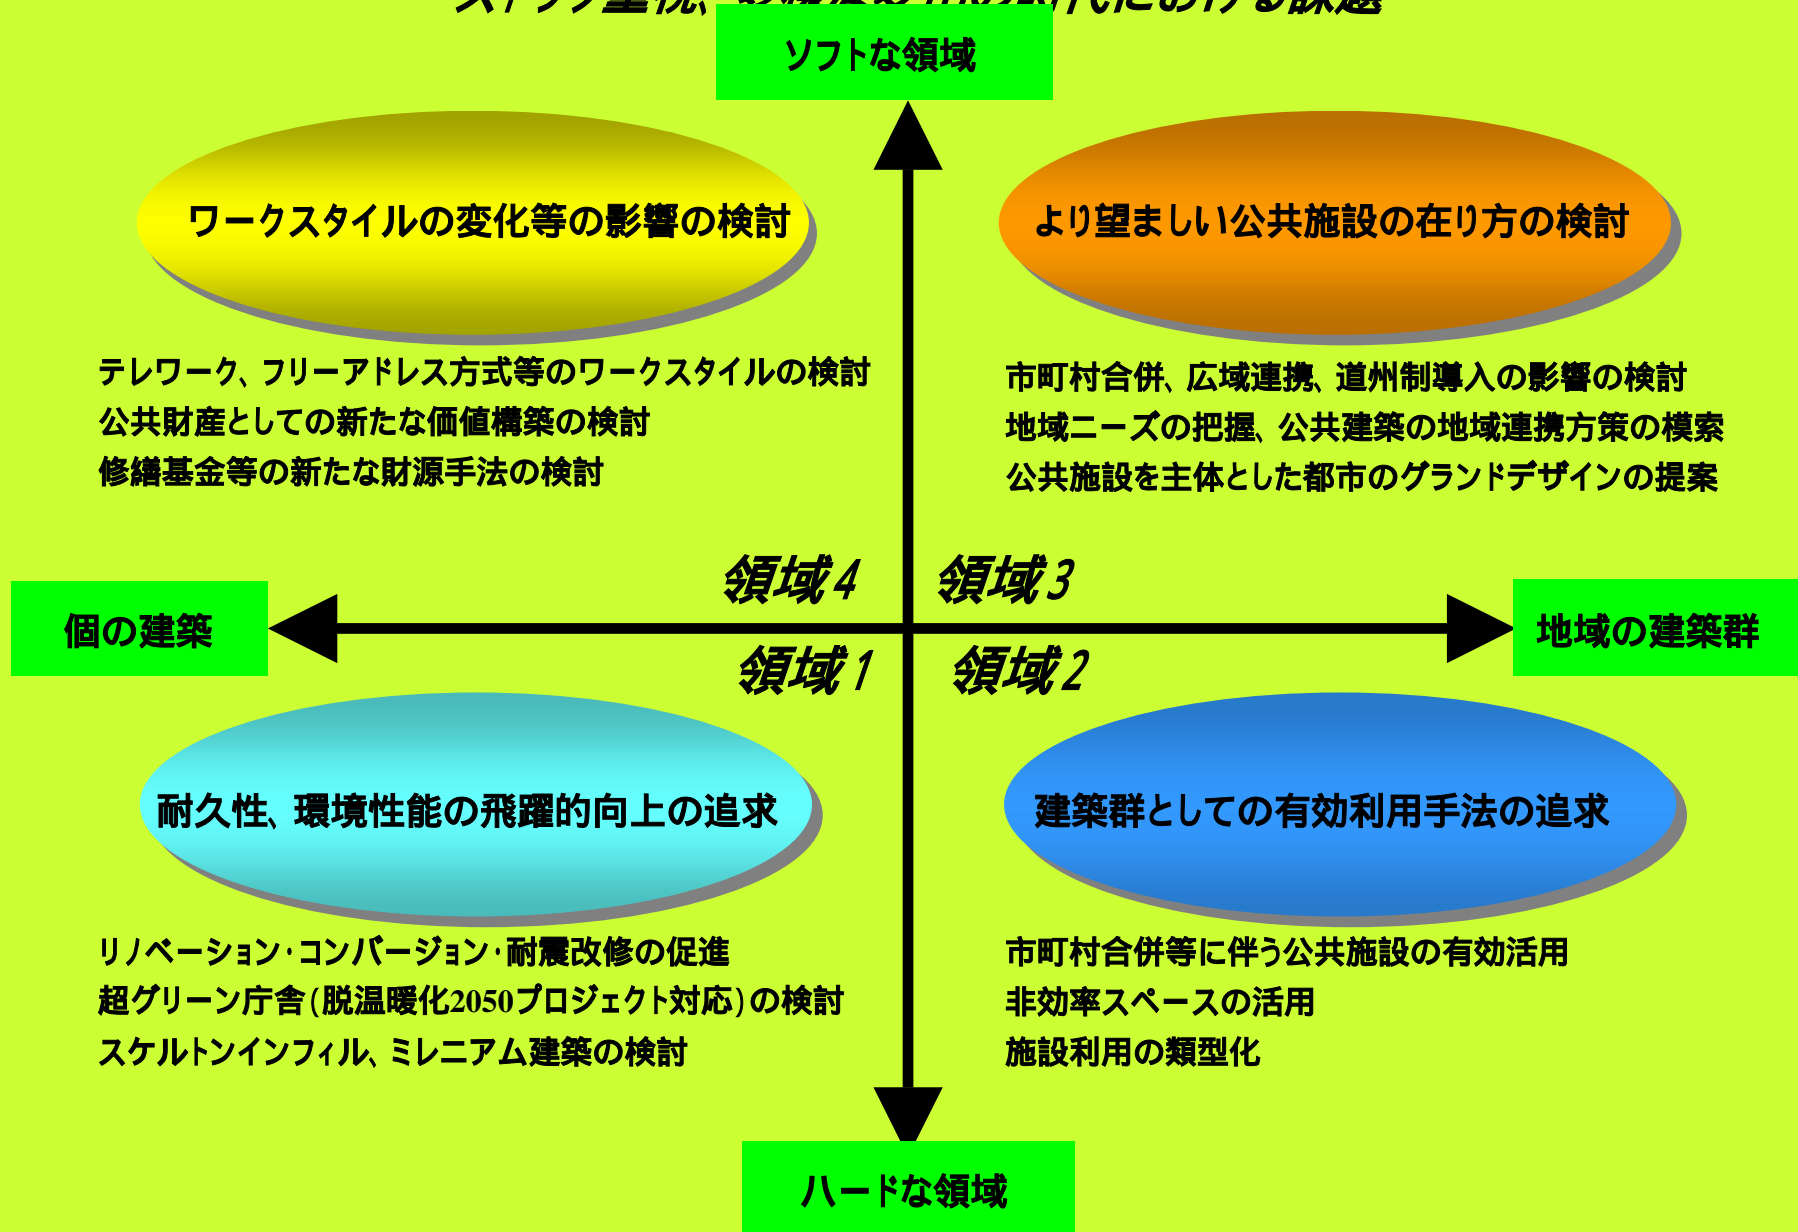 ソフトな領域
ワークスタイルの変化等の影響の検討
より望ましい公共施設の在り方の検討
テレワーク、フリーアドレス方式等のワークスタイルの検討
公共財産としての新たな価値構築の検討
修繕基金等の新たな財源手法の検討
市町村合併、広域連携、道州制導入の影響の検討
地域ニーズの把握、公共建築の地域連携方策の模索
公共施設を主体とした都市のグランドデザインの提案
領域4
領域3
個の建築
地域の建築群
領域1
領域2
耐久性、環境性能の飛躍的向上の追求
建築群としての有効利用手法の追求
リノベーション・コンバージョン・耐震改修の促進
超グリーン庁舎(脱温暖化2050プロジェクト対応)の検討
スケルトンインフィル、ミレニアム建築の検討
市町村合併等に伴う公共施設の有効活用
非効率スペースの活用
施設利用の類型化
ハードな領域